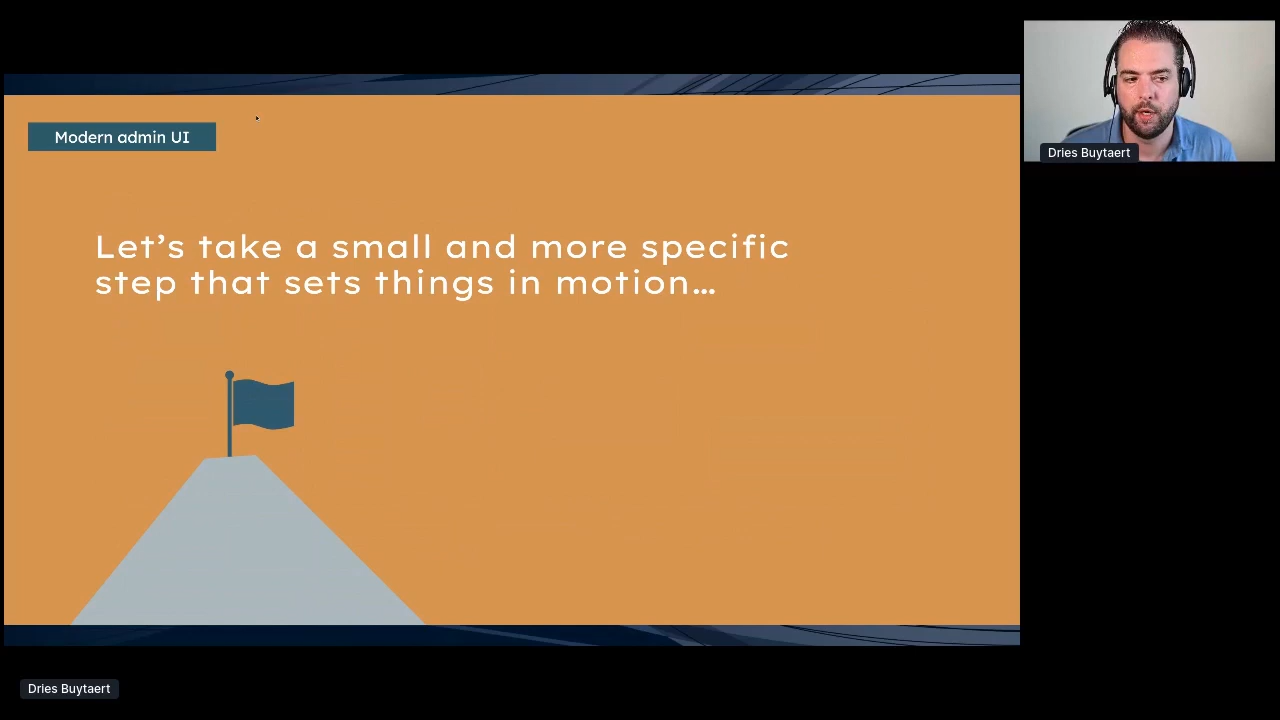 Modern admin UI
Let’s take a small and more specific
step that sets things in motion...
Dries Buytaert
Dries Buytaert